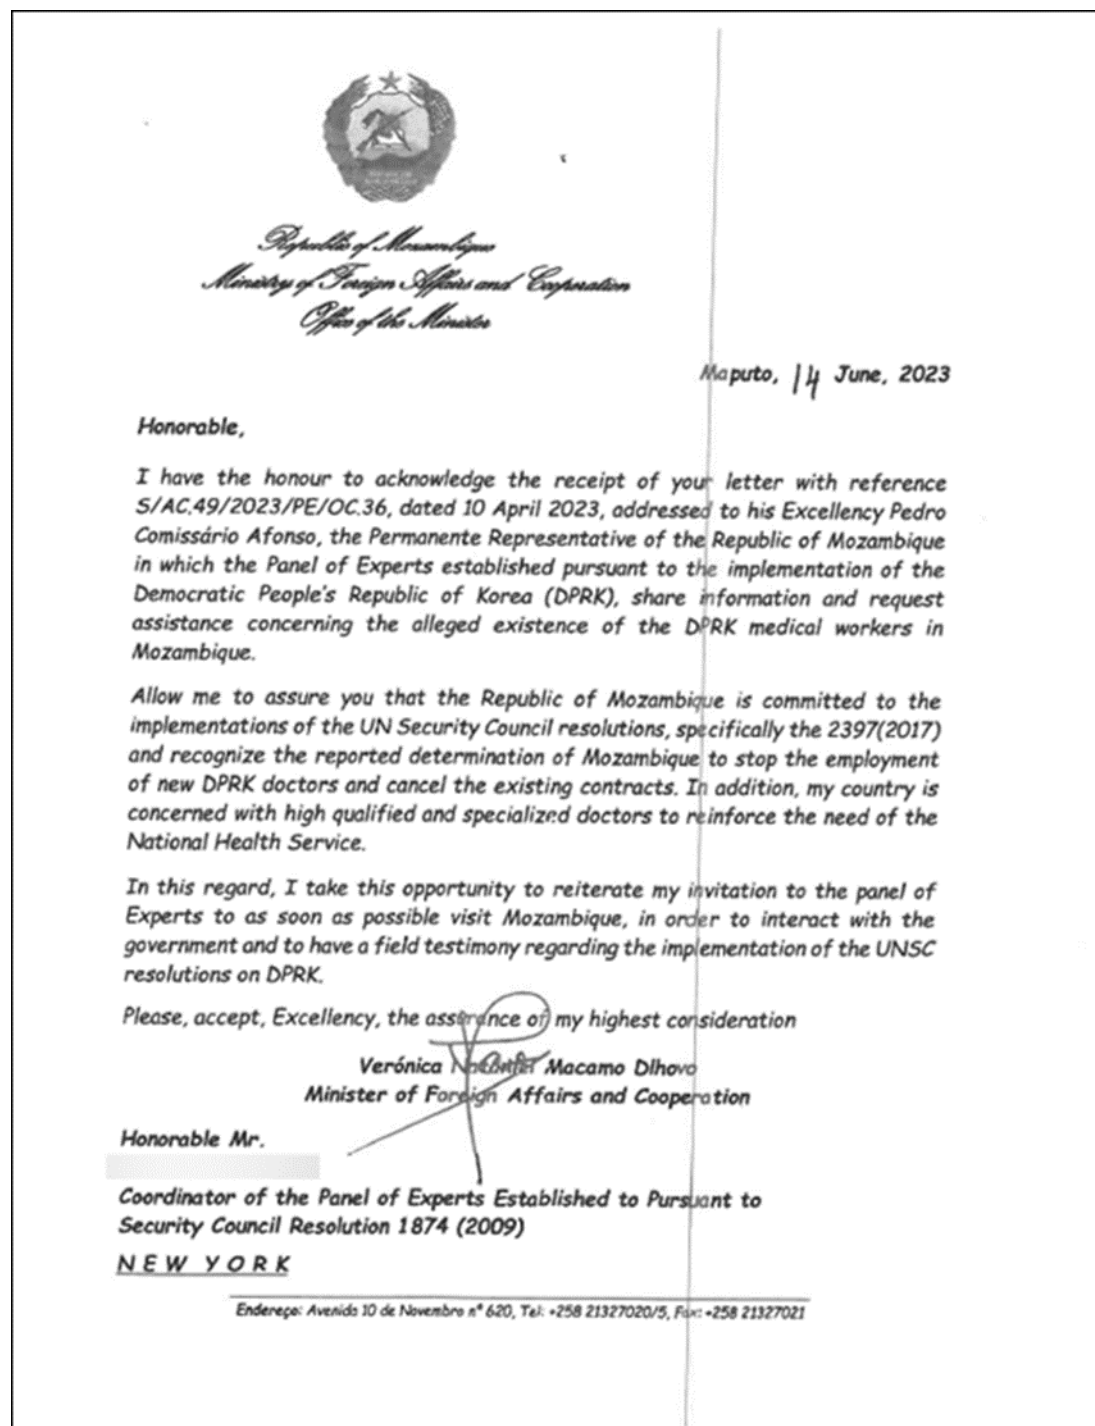 Republic of Mozambique
Ministry of Foreign Affairs and Cooperation
Office of the Minister
Maputo, 14 June, 2023
Honorable,
I have the honour to acknowledge the receipt of your letter with reference
S/AC.49/2023/PE/OC.36, dated 10 April 2023, addressed to his Excellency Pedro
Comissário Afonso, the Permanente Representative of the Republic of Mozambique
in which the Panel of Experts established pursuant to the implementation of the
Democratic People's Republic of Korea (DPRK), share information and request
assistance concerning the alleged existence of the DPRK medical workers in
Mozambique.
Allow me to assure you that the Republic of Mozambique is committed to the
implementations of the UN Security Council resolutions, specifically the 2397(2017)
and recognize the reported determination of Mozambique to stop the employment
of new DPRK doctors and cancel the existing contracts. In addition, my country is
concerned with high qualified and specialized doctors to reinforce the need of the
National Health Service.
In this regard, I take this opportunity to reiterate my invitation to the panel of
Experts to as soon as possible visit Mozambique, in order to interact with the
government and to have a field testimony regarding the implementation of the UNSC
resolutions on DPRK.
Please, accept, Excellency, the assurance of my highest consideration
Verónica Macamo Dlhovo
Minister of Foreign Affairs and Cooperation
Honorable Mr.
Coordinator of the Panel of Experts Established to Pursuant to
Security Council Resolution 1874 (2009)
NEW YORK
Endereço: Avenida 10 de Novembro nº 620, Tel: +258 21327020/5, Fax: +258 21327021